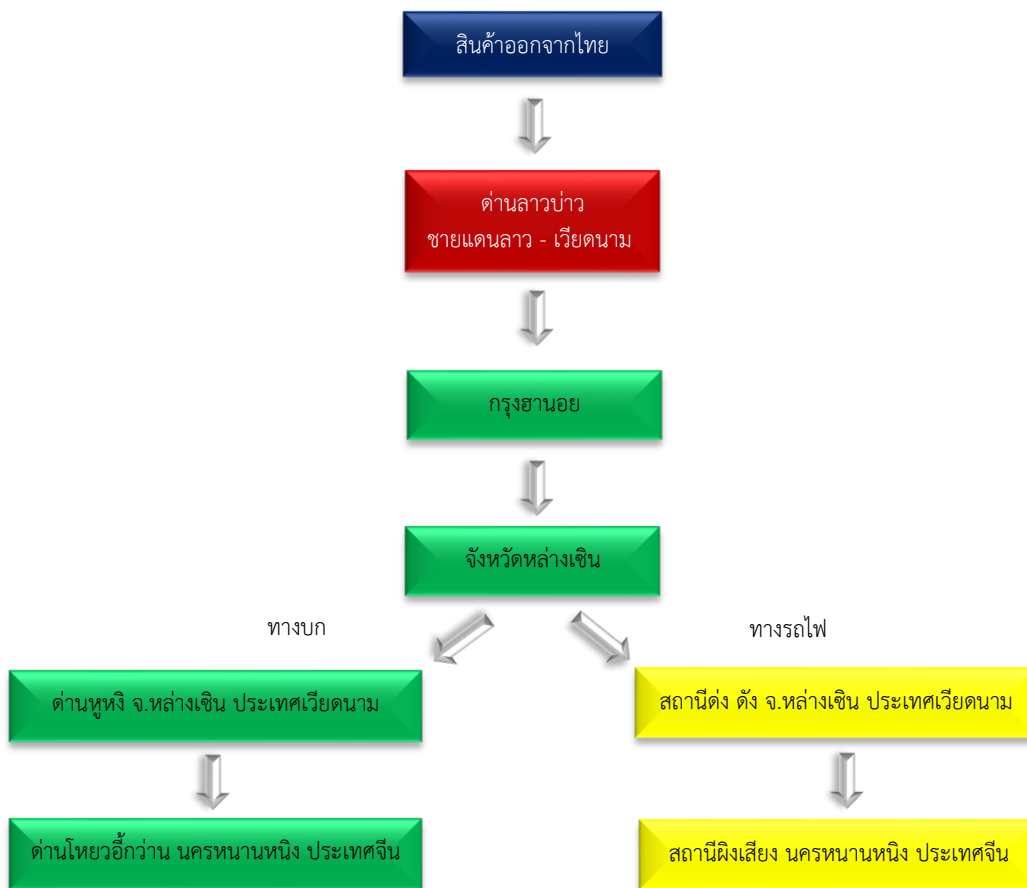 สินค้าออกจากไทย
ด่านลาวบ่าว
ชายแดนลาว - เวียดนาม
กรุงฮานอย
จังหวัดหล่างเซิน
ทางบก
ทางรถไฟ
ด่านหูหงิ จ.หล่างเซิน ประเทศเวียดนาม
สถานีด่ง ดัง จ.หล่างเซิน ประเทศเวียดนาม
ด่านโหยวอี้กว่าน นครหนานหนิง ประเทศจีน
สถานีผิงเสียง นครหนานหนิง ประเทศจีน